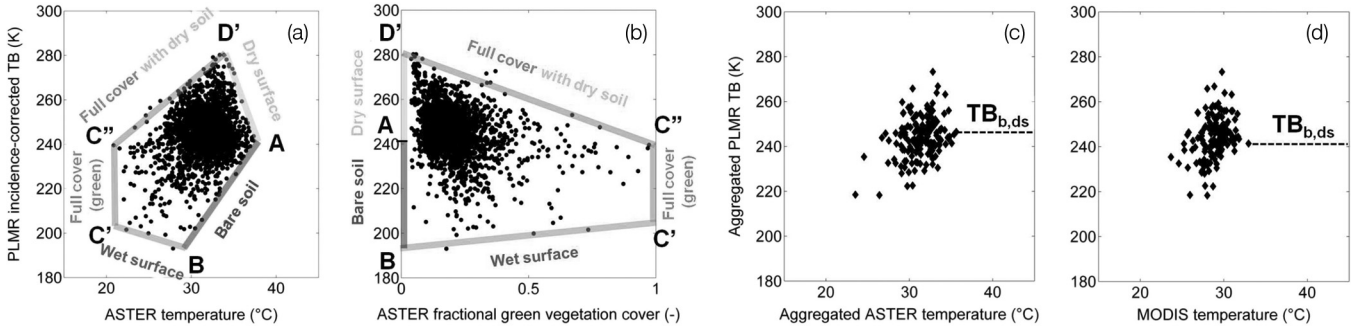 300
280
260
240
220
200
180
PLMR incidence-corrected TB (K)
20
30
40
ASTER temperature (°C)
(a)
D'
Full cover with dry soil
Dry surface
C"
A
Full cover
(green)
Bare soil
C'
Wet surface
B
300
280
260
240
220
200
180
0
0.5
1
ASTER fractional green vegetation cover (-)
(b)
D'
Full cover with dry soil
Dry surface
A
C"
Bare soil
Full cover
(green)
C'
B
Wet surface
300
280
260
240
220
200
180
Aggregated PLMR TB (K)
20
30
40
Aggregated ASTER temperature (°C)
(c)
TBb,ds
300
280
260
240
220
200
180
20
30
40
MODIS temperature (°C)
(d)
TBb,ds